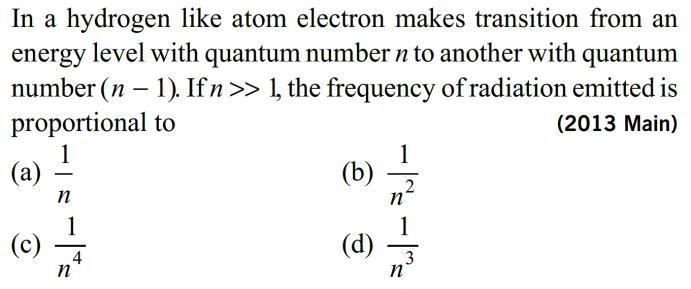 In a hydrogen like atom electron makes transition from an
energy level with quantum number n to another with quantum
number (n − 1). If n >> 1, the frequency of radiation emitted is
proportional to (2013 Main)
(a) 1/n (b) 1/n²
(c) 1/n⁴ (d) 1/n³